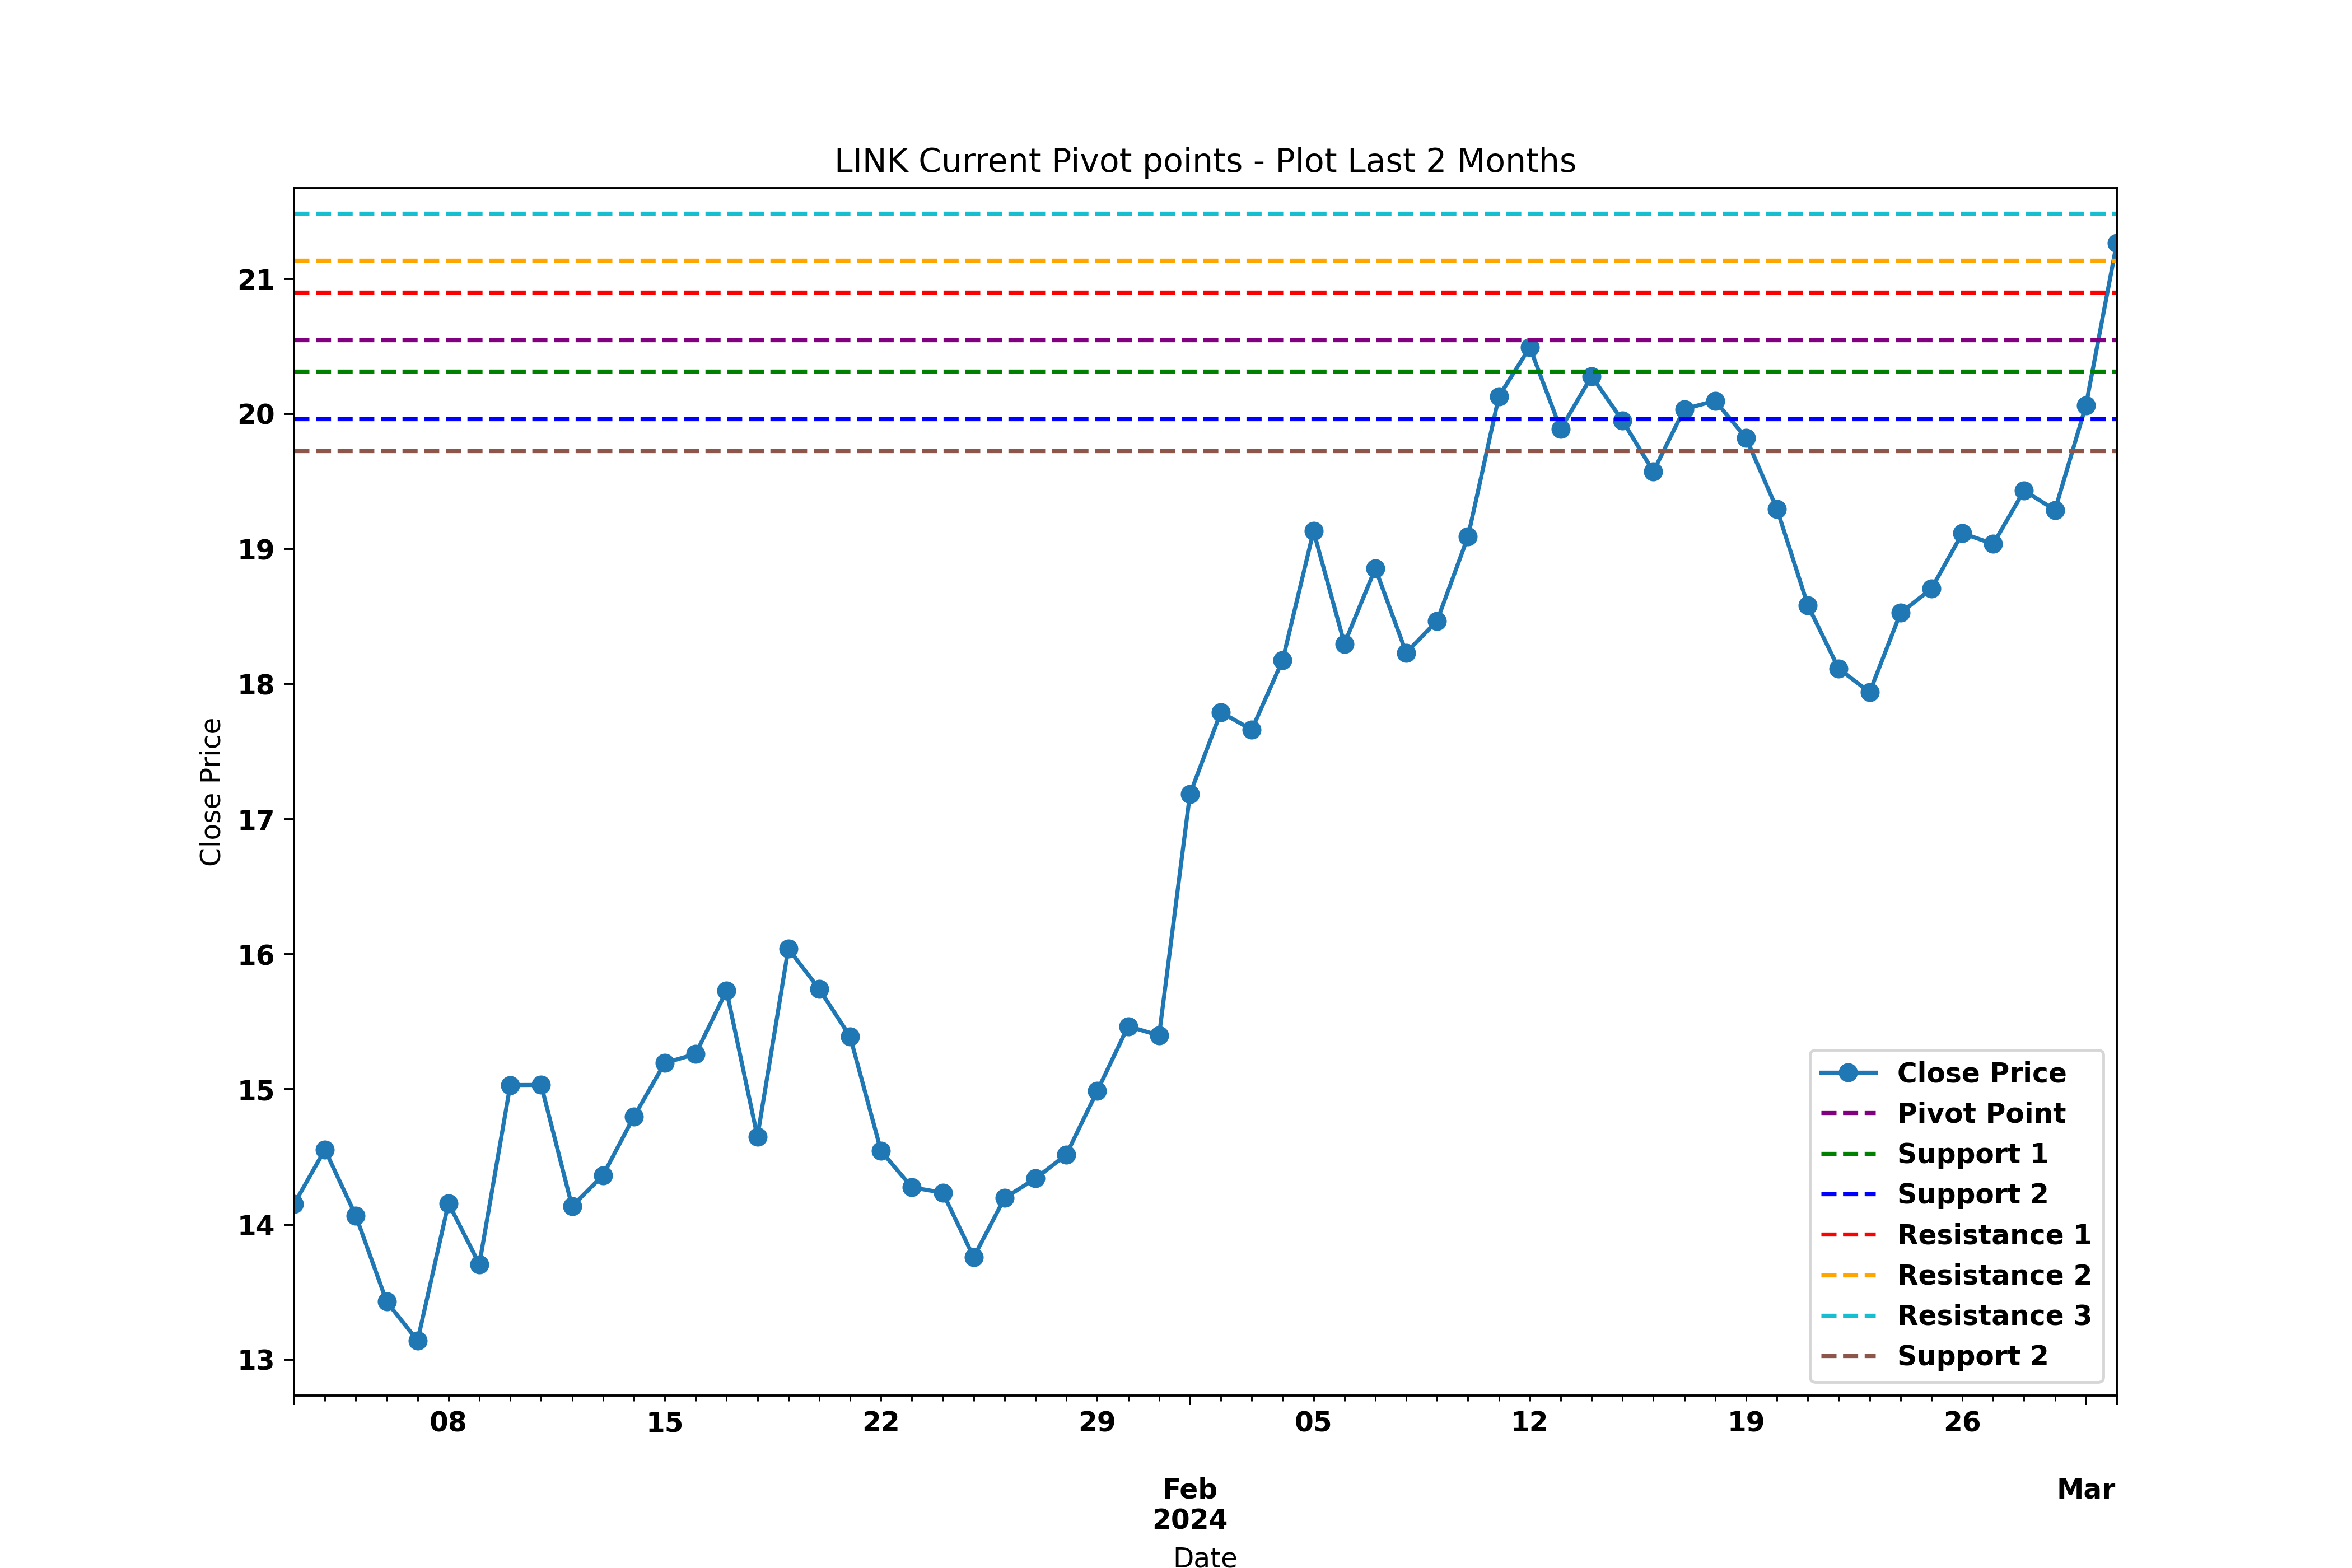 LINK Current Pivot points - Plot Last 2 Months
21
20
19
18
17
16
15
14
13
Close Price
Close Price
Pivot Point
Support 1
Support 2
Resistance 1
Resistance 2
Resistance 3
Support 2
08 15 22 29 05 12 19 26
Feb Mar
2024
Date